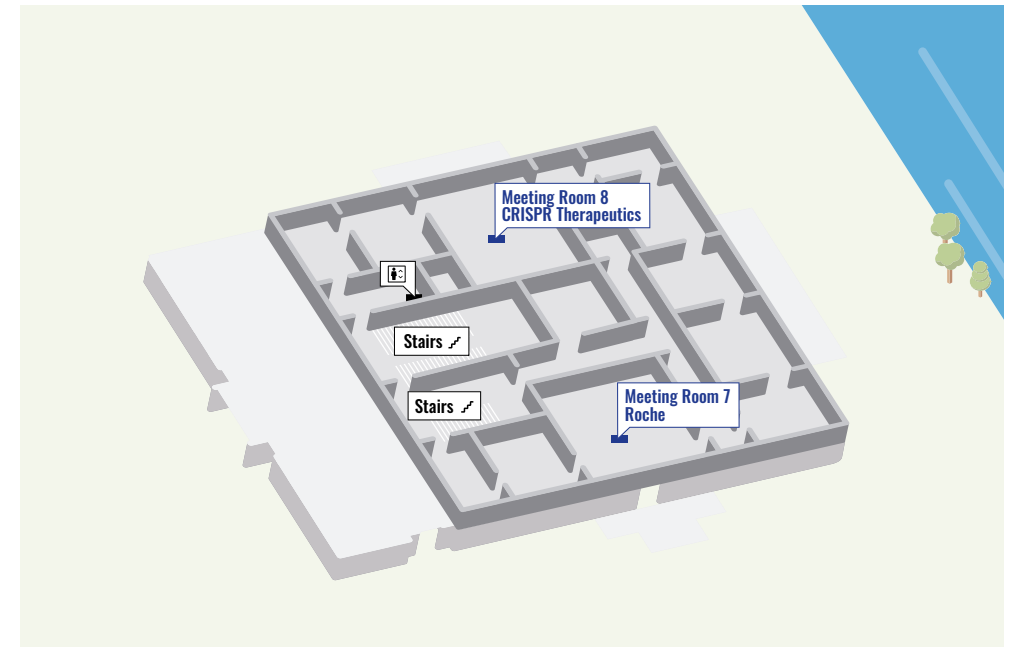 Meeting Room 8
CRISPR Therapeutics
Stairs
Meeting Room 7
Roche
Stairs